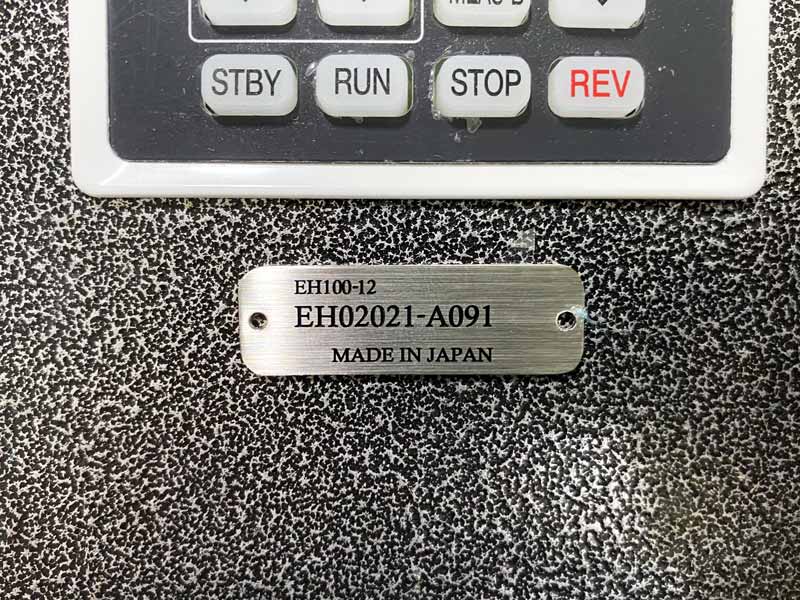 STBY RUN STOP REV
EH100-12
EH02021-A091
MADE IN JAPAN